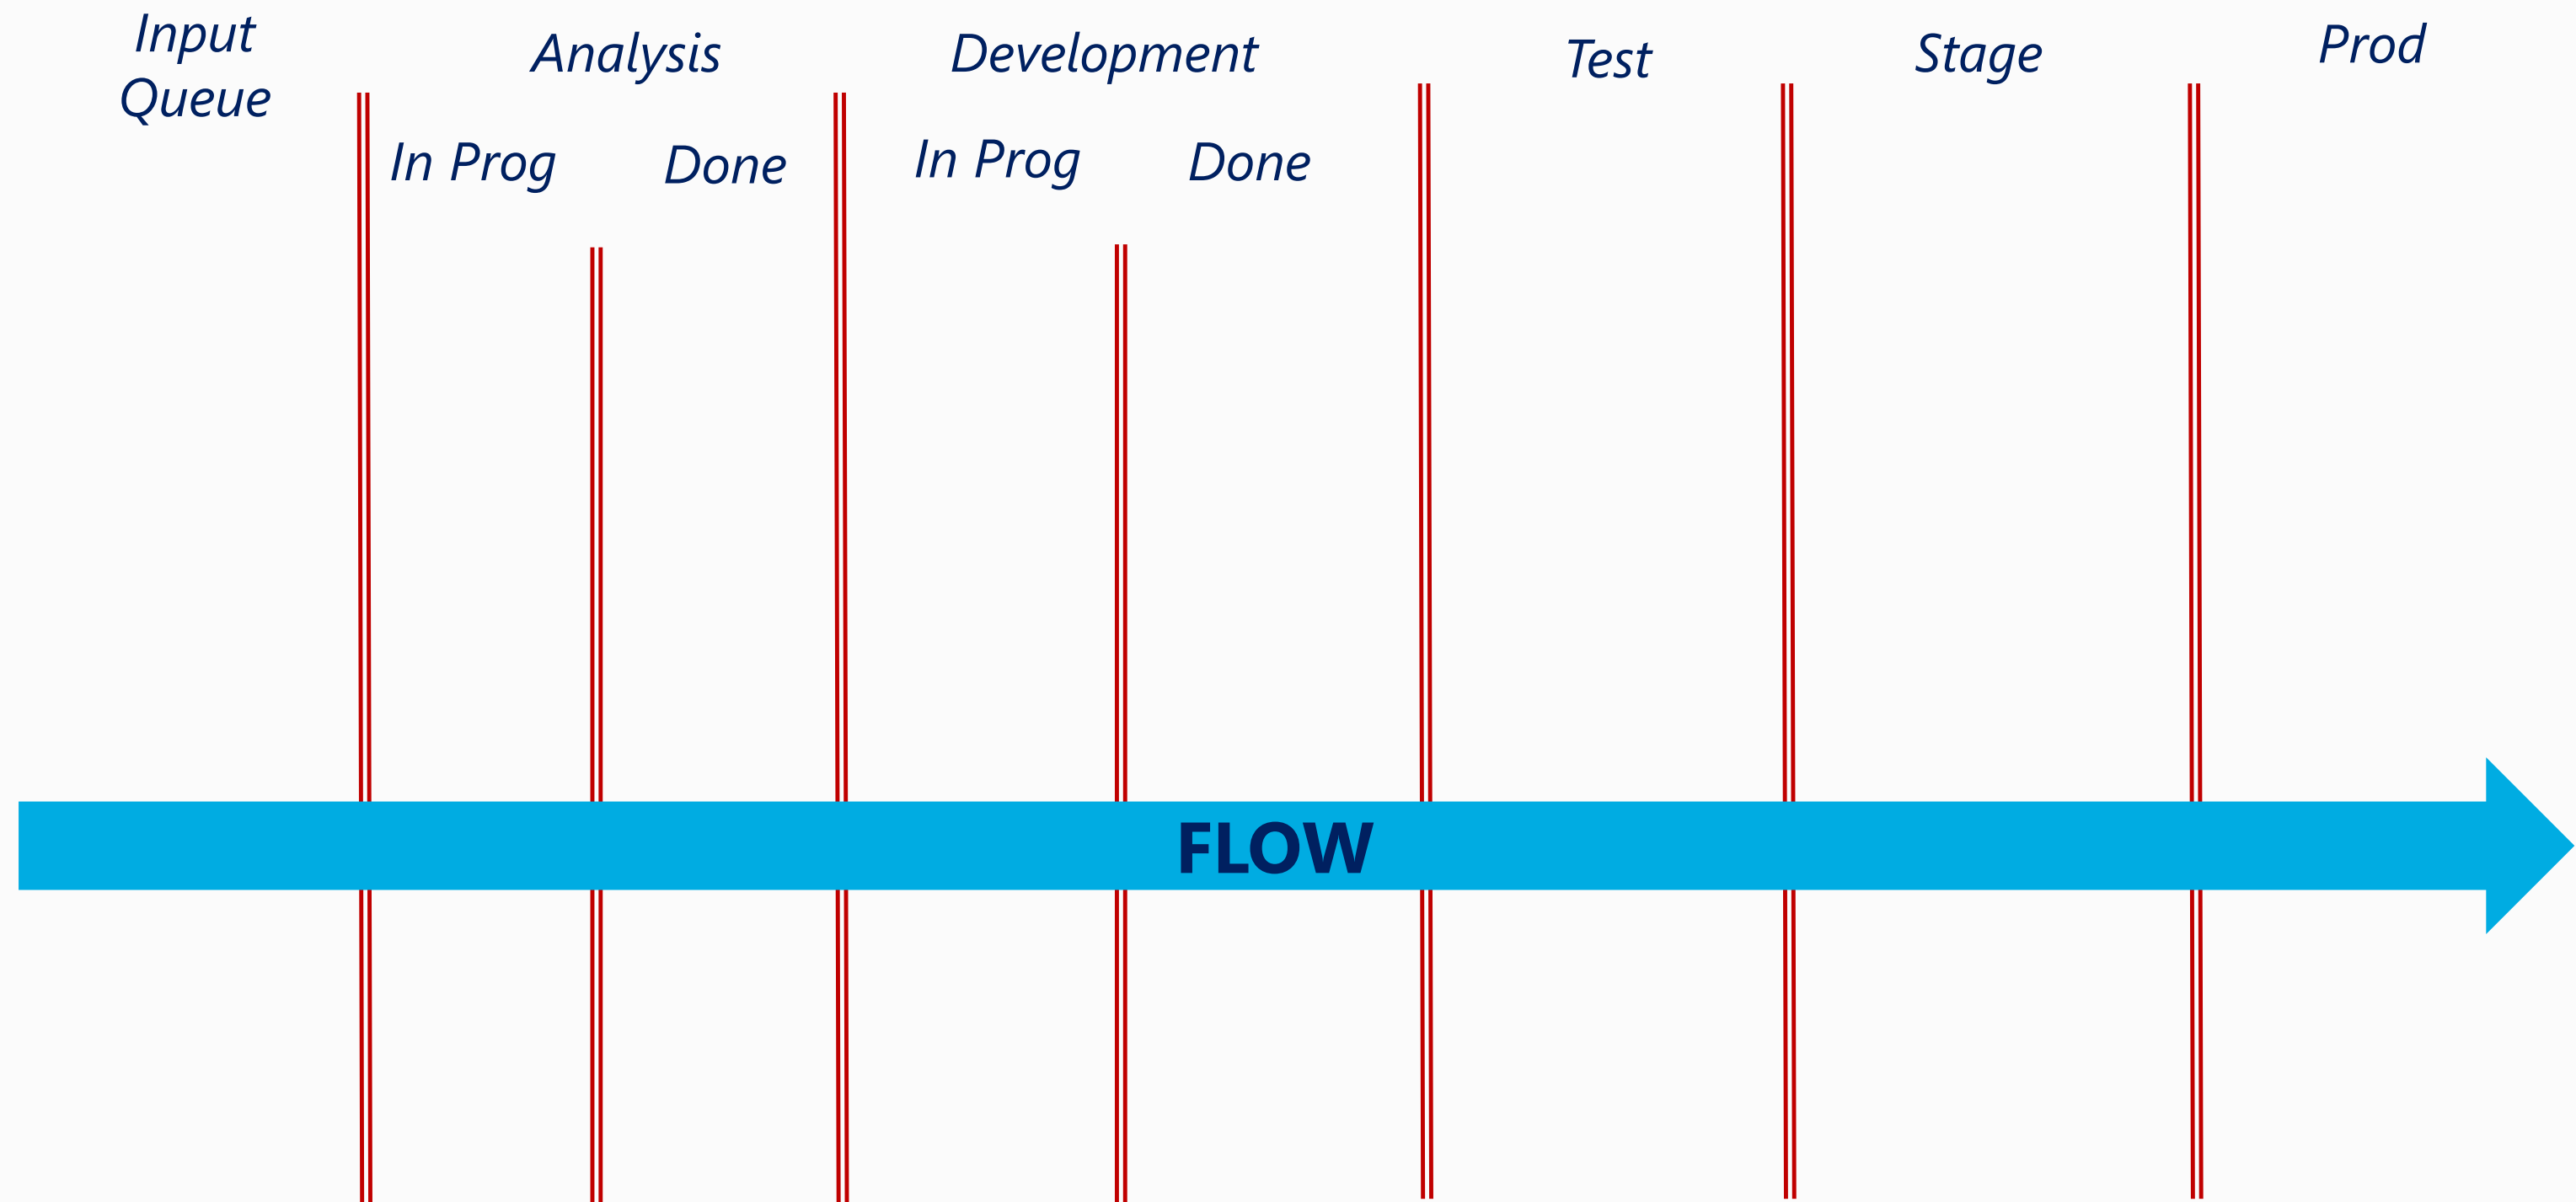 Input
Queue
Analysis
Development
Test
Stage
Prod
In Prog
Done
In Prog
Done
FLOW